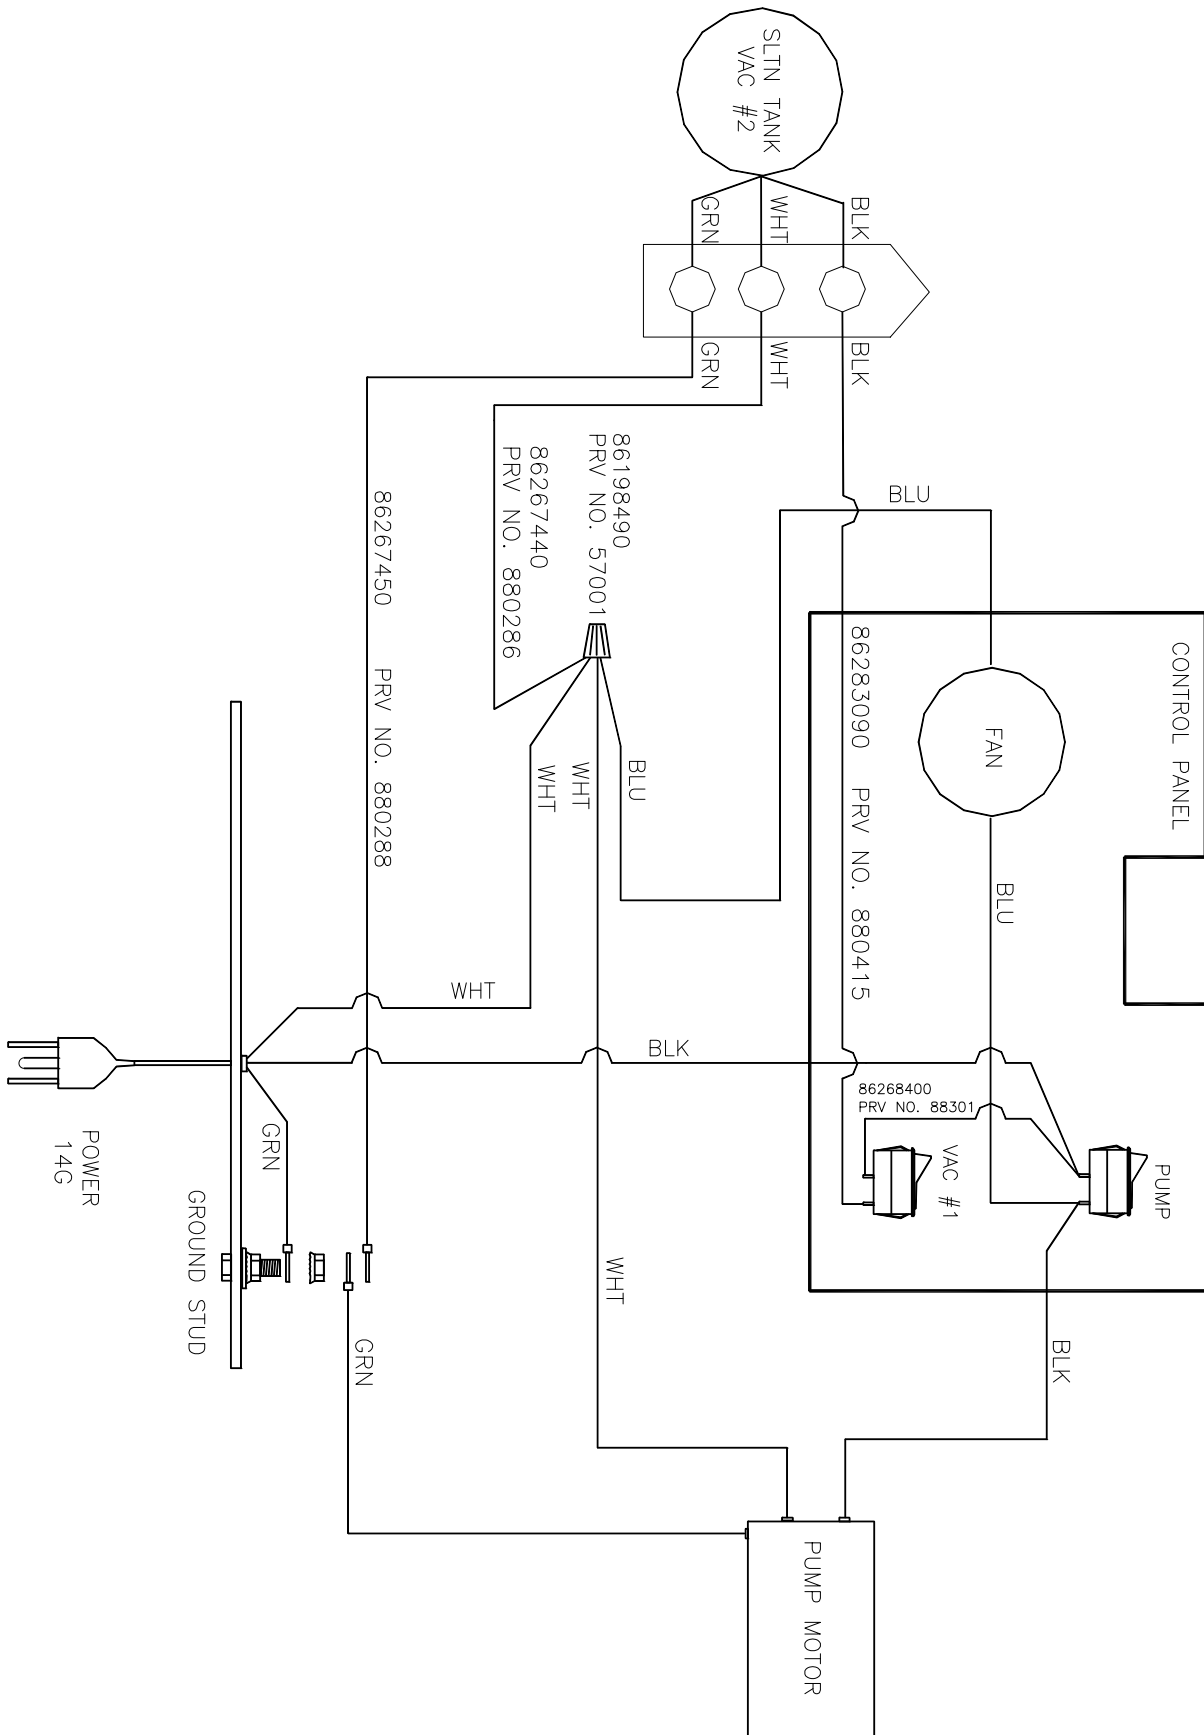 SLTN TANK
VAC #2
BLK
WHT
GRN
BLK
WHT
GRN
BLU
86198490
PRV NO. 57001
86267440
PRV NO. 880286
86267450 PRV NO. 880288
CONTROL PANEL
FAN
86283090 PRV NO. 880415
BLU
BLU
WHT
WHT
WHT
BLK
86268400
PRV NO. 88301
PUMP
VAC #1
POWER
14G
GRN
GROUND STUD
GRN
WHT
BLK
PUMP MOTOR